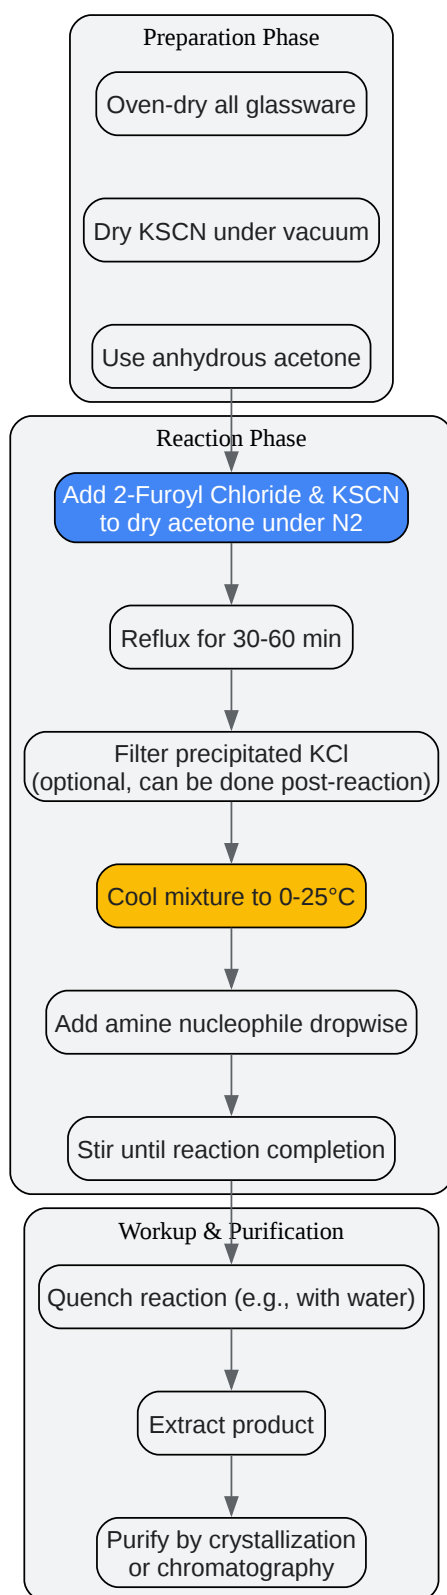 Preparation Phase
Oven-dry all glassware
Dry KSCN under vacuum
Use anhydrous acetone
Reaction Phase
Add 2-Furoyl Chloride & KSCN
to dry acetone under N2
Reflux for 30-60 min
Filter precipitated KCl
(optional, can be done post-reaction)
Cool mixture to 0-25°C
Add amine nucleophile dropwise
Stir until reaction completion
Workup & Purification
Quench reaction (e.g., with water)
Extract product
Purify by crystallization
or chromatography